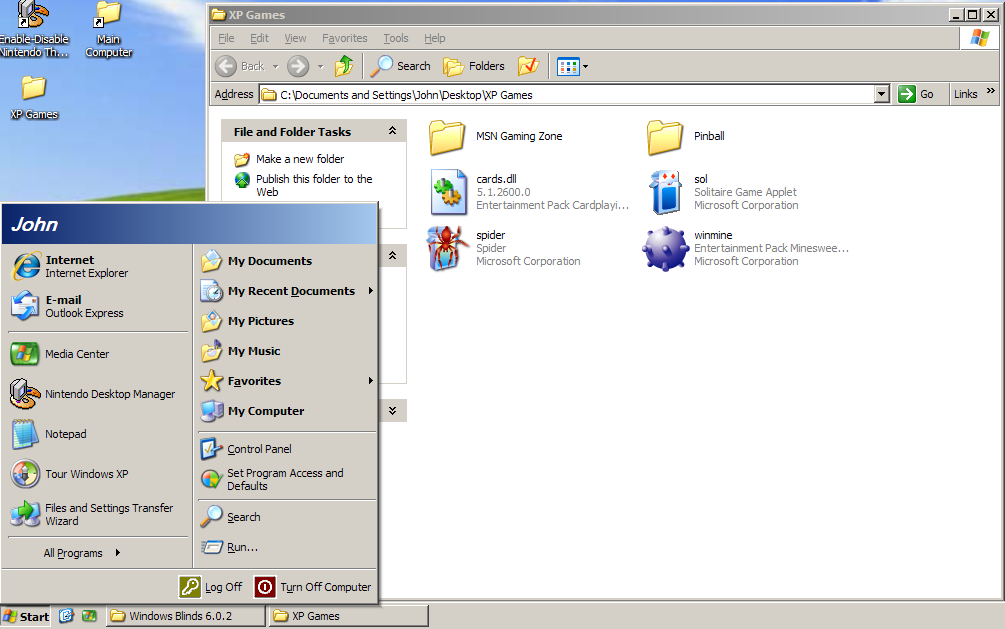 Enable-Disable
Nintendo Th...
Main
Computer
XP Games
XP Games
File Edit View Favorites Tools Help
Back Search Folders
Address C:\Documents and Settings\John\Desktop\XP Games Go Links »
File and Folder Tasks
Make a new folder
Publish this folder to the
Web
MSN Gaming Zone
Pinball
cards.dll
5.1.2600.0
Entertainment Pack Cardplayi...
sol
Solitaire Game Applet
Microsoft Corporation
spider
Spider
Microsoft Corporation
winmine
Entertainment Pack Mineswee...
Microsoft Corporation
John
Internet
Internet Explorer
E-mail
Outlook Express
Media Center
Nintendo Desktop Manager
Notepad
Tour Windows XP
Files and Settings Transfer
Wizard
All Programs
My Documents
My Recent Documents
My Pictures
My Music
Favorites
My Computer
Control Panel
Set Program Access and
Defaults
Search
Run...
Log Off Turn Off Computer
Start Windows Blinds 6.0.2 XP Games